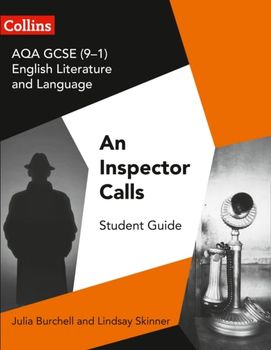 Collins
AQA GCSE (9–1)
English Literature
and Language
An
Inspector
Calls
Student Guide
Julia Burchell and Lindsay Skinner